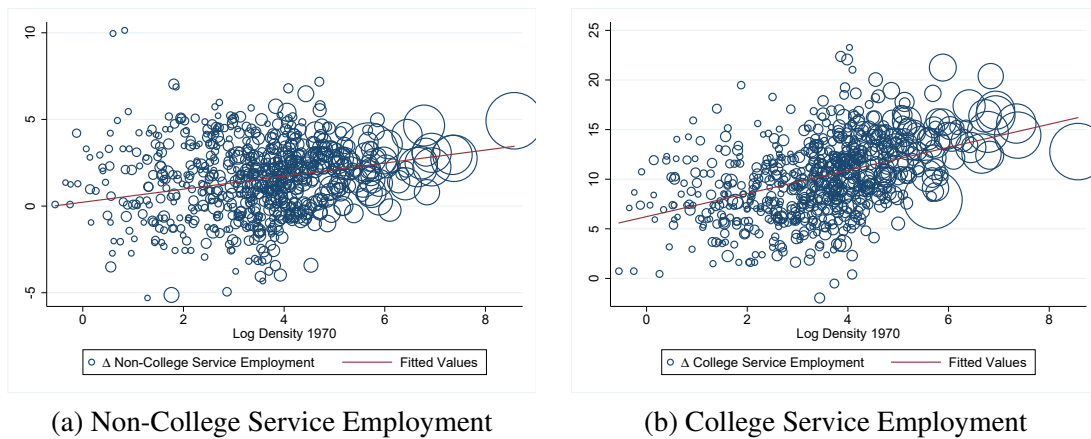 10
5
0
-5
0 2 4 6 8
Log Density 1970
Δ Non-College Service Employment Fitted Values
(a) Non-College Service Employment
25
20
15
10
5
0
0 2 4 6 8
Log Density 1970
Δ College Service Employment Fitted Values
(b) College Service Employment